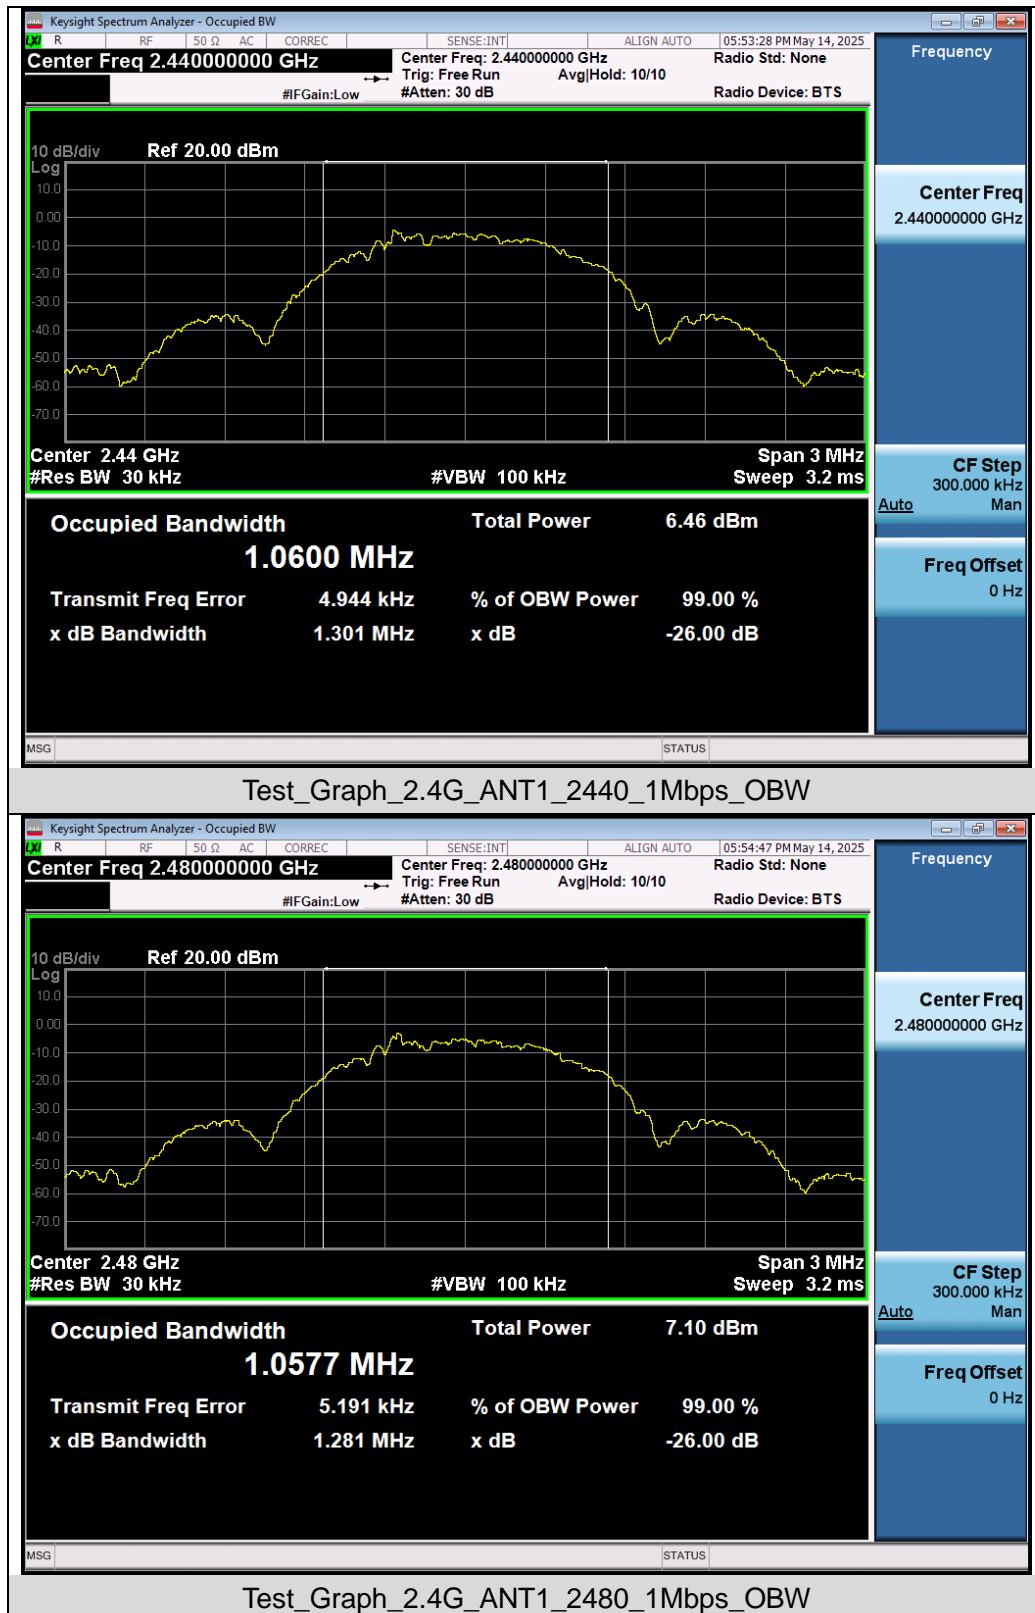 Keysight Spectrum Analyzer - Occupied BW
LXI R RF 50 Ω AC CORREC SENSE:INT ALIGN AUTO 05:53:28 PM May 14, 2025
Center Freq 2.440000000 GHz
Center Freq: 2.440000000 GHz Radio Std: None
Trig: Free Run Avg|Hold: 10/10
#IFGain:Low #Atten: 30 dB Radio Device: BTS
Frequency
10 dB/div Ref 20.00 dBm
Log
10.0
0.00
-10.0
-20.0
-30.0
-40.0
-50.0
-60.0
-70.0
Center 2.44 GHz Span 3 MHz
#Res BW 30 kHz #VBW 100 kHz Sweep 3.2 ms
Center Freq
2.440000000 GHz
CF Step
300.000 kHz
Auto Man
Freq Offset
0 Hz
Occupied Bandwidth Total Power 6.46 dBm
1.0600 MHz
Transmit Freq Error 4.944 kHz % of OBW Power 99.00 %
x dB Bandwidth 1.301 MHz x dB -26.00 dB
MSG STATUS
Test_Graph_2.4G_ANT1_2440_1Mbps_OBW
Keysight Spectrum Analyzer - Occupied BW
LXI R RF 50 Ω AC CORREC SENSE:INT ALIGN AUTO 05:54:47 PM May 14, 2025
Center Freq 2.480000000 GHz
Center Freq: 2.480000000 GHz Radio Std: None
Trig: Free Run Avg|Hold: 10/10
#IFGain:Low #Atten: 30 dB Radio Device: BTS
Frequency
10 dB/div Ref 20.00 dBm
Log
10.0
0.00
-10.0
-20.0
-30.0
-40.0
-50.0
-60.0
-70.0
Center 2.48 GHz Span 3 MHz
#Res BW 30 kHz #VBW 100 kHz Sweep 3.2 ms
Center Freq
2.480000000 GHz
CF Step
300.000 kHz
Auto Man
Freq Offset
0 Hz
Occupied Bandwidth Total Power 7.10 dBm
1.0577 MHz
Transmit Freq Error 5.191 kHz % of OBW Power 99.00 %
x dB Bandwidth 1.281 MHz x dB -26.00 dB
MSG STATUS
Test_Graph_2.4G_ANT1_2480_1Mbps_OBW